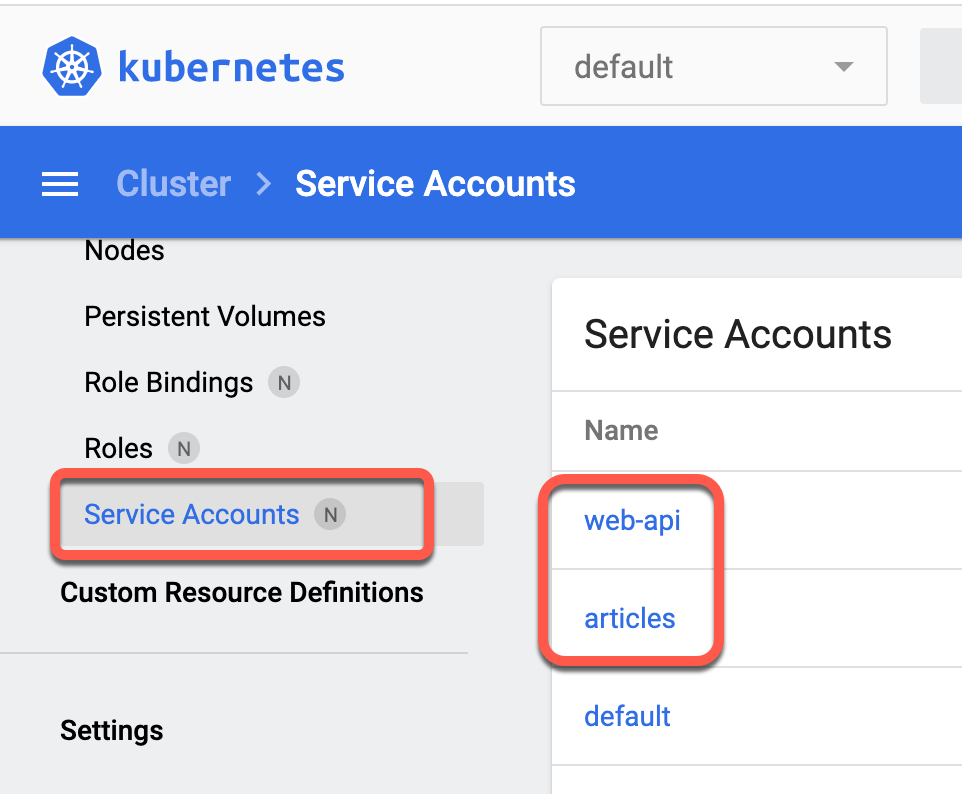 kubernetes
default
Cluster > Service Accounts
Nodes
Persistent Volumes
Role Bindings N
Roles N
Service Accounts N
Custom Resource Definitions
Settings
Service Accounts
Name
web-api
articles
default